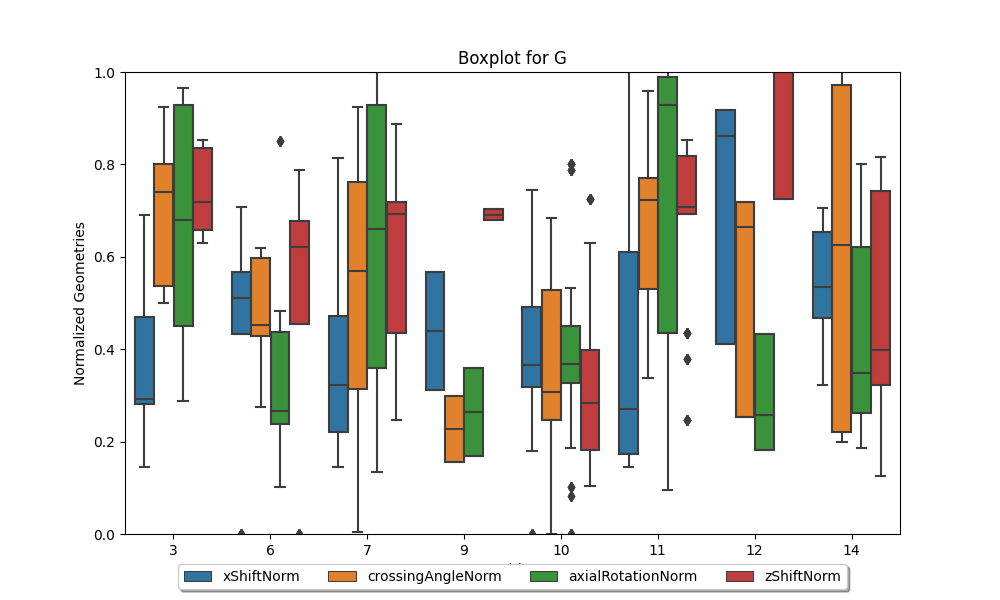 Boxplot for G
Normalized Geometries
1.0
0.8
0.6
0.4
0.2
0.0
3 6 7 9 10 11 12 14
xShiftNorm crossingAngleNorm axialRotationNorm zShiftNorm